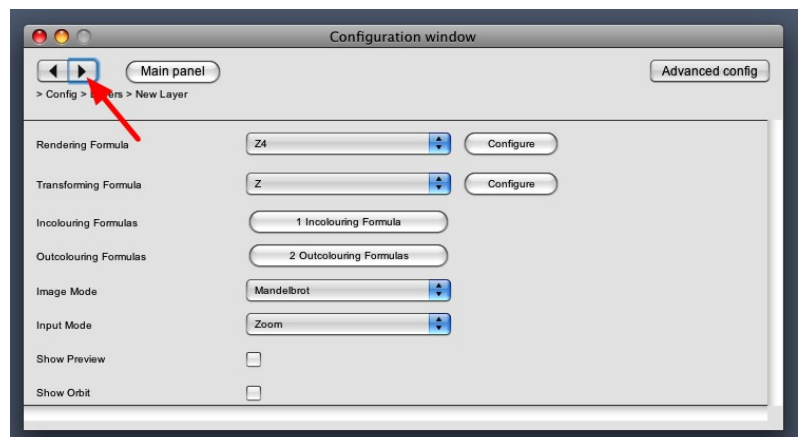 Configuration window
Main panel
Advanced config
> Config > > New Layer
Rendering Formula
Z4
Configure
Transforming Formula
Z
Configure
Incolouring Formulas
1 Incolouring Formula
Outcolouring Formulas
2 Outcolouring Formulas
Image Mode
Mandelbrot
Input Mode
Zoom
Show Preview
Show Orbit